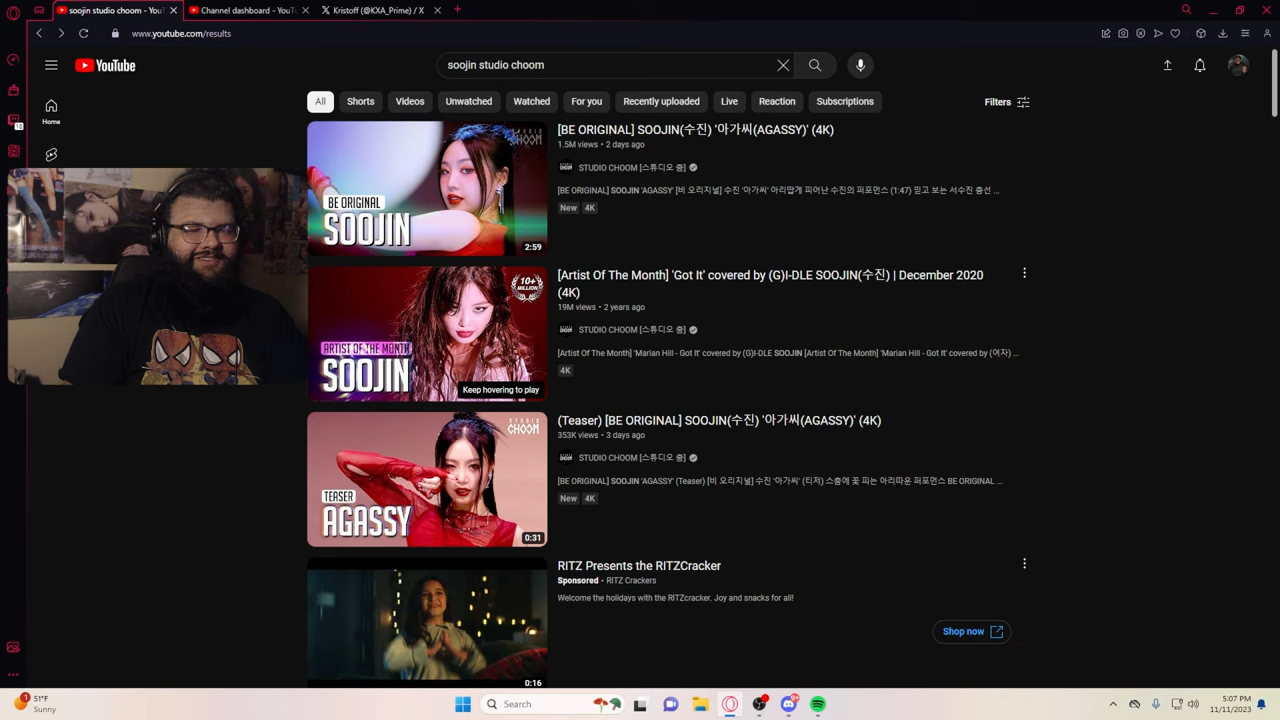 soojin studio choom - YouT
Channel dashboard - YouTu
Kristoff (@KXA_Prime) / X
www.youtube.com/results
YouTube
soojin studio choom
Home
All
Shorts
Videos
Unwatched
Watched
For you
Recently uploaded
Live
Reaction
Subscriptions
Filters
STUDIO CHOOM
BE ORIGINAL
SOOJIN
2:59
[BE ORIGINAL] SOOJIN(수진) '아가씨(AGASSY)' (4K)
1.5M views • 2 days ago
STUDIO CHOOM [스튜디오 춤]
[BE ORIGINAL] SOOJIN 'AGASSY' [비 오리지널] 수진 '아가씨' 아리땁게 피어난 수진의 퍼포먼스 (1:47) 믿고 보는 서수진 춤선 ...
New 4K
10+
MILLION
ARTIST OF THE MONTH
SOOJIN
Keep hovering to play
[Artist Of The Month] 'Got It' covered by (G)I-DLE SOOJIN(수진) | December 2020
(4K)
19M views • 2 years ago
STUDIO CHOOM [스튜디오 춤]
[Artist Of The Month] 'Marian Hill - Got It' covered by (G)I-DLE SOOJIN [Artist Of The Month] 'Marian Hill - Got It' covered by (여자) ...
4K
STUDIO
CHOOM
TEASER
AGASSY
0:31
(Teaser) [BE ORIGINAL] SOOJIN(수진) '아가씨(AGASSY)' (4K)
353K views • 3 days ago
STUDIO CHOOM [스튜디오 춤]
[BE ORIGINAL] SOOJIN 'AGASSY' (Teaser) [비 오리지널] 수진 '아가씨' (티저) 스춤에 꽃 피는 아리따운 퍼포먼스 BE ORIGINAL ...
New 4K
0:16
RITZ Presents the RITZCracker
Sponsored • RITZ Crackers
Welcome the holidays with the RITZcracker. Joy and snacks for all!
Shop now
1
51°F
Sunny
Search
9+
5:07 PM
11/11/2023